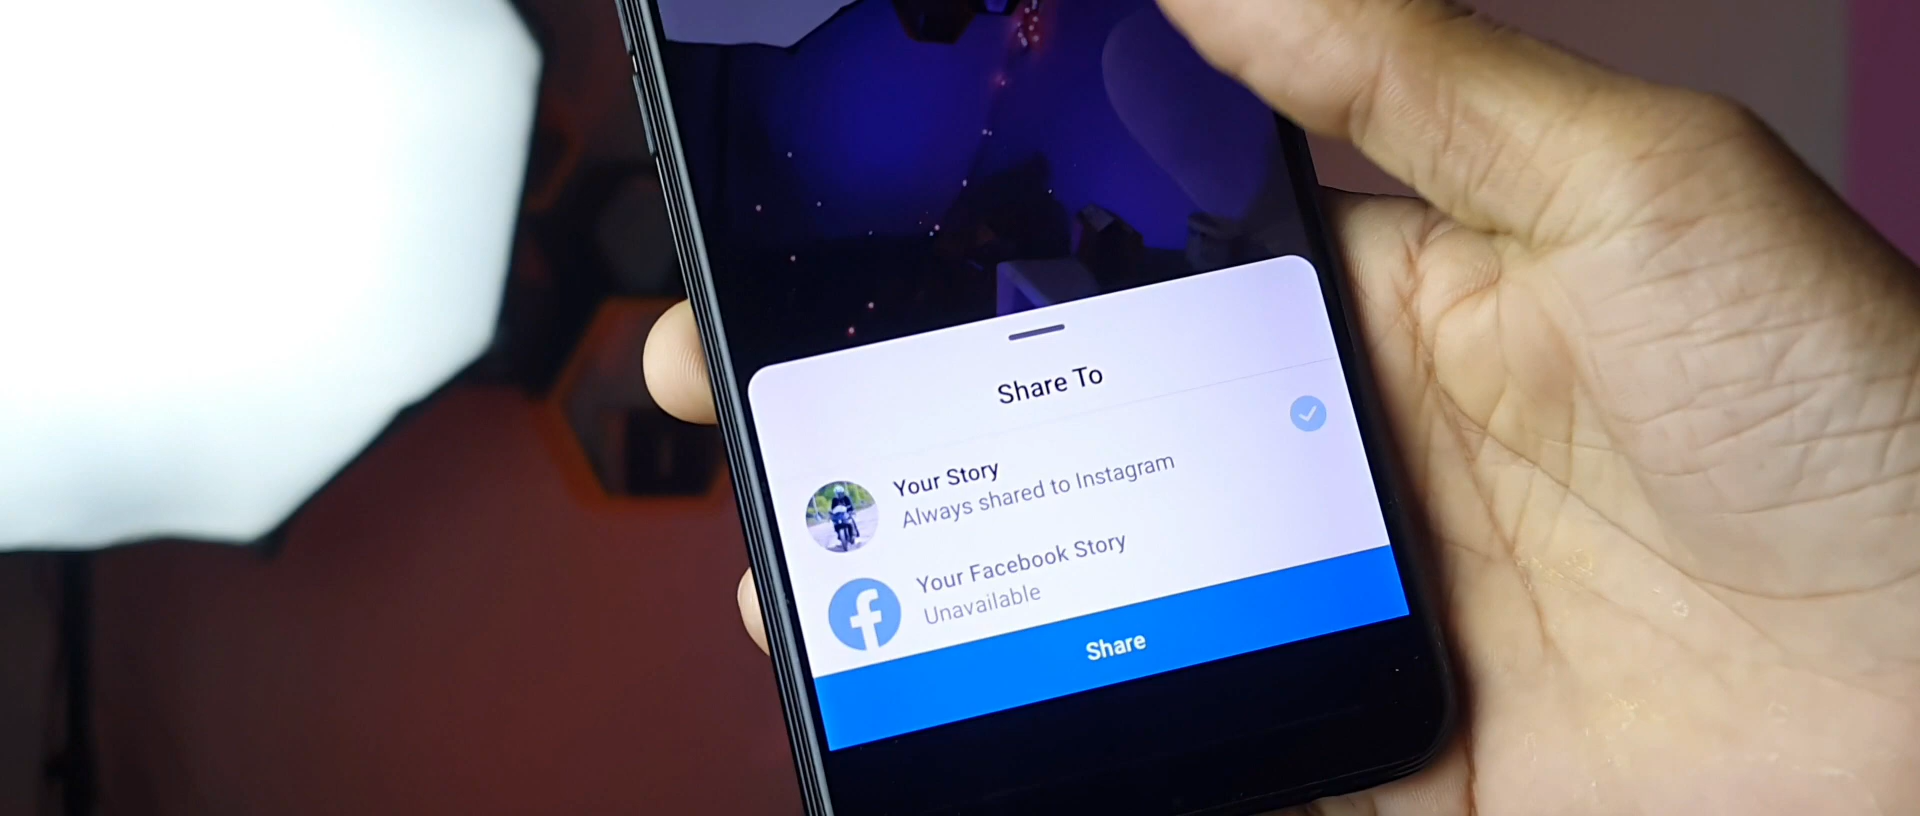 Share To
Your Story
Always shared to Instagram
Your Facebook Story
Unavailable
Share